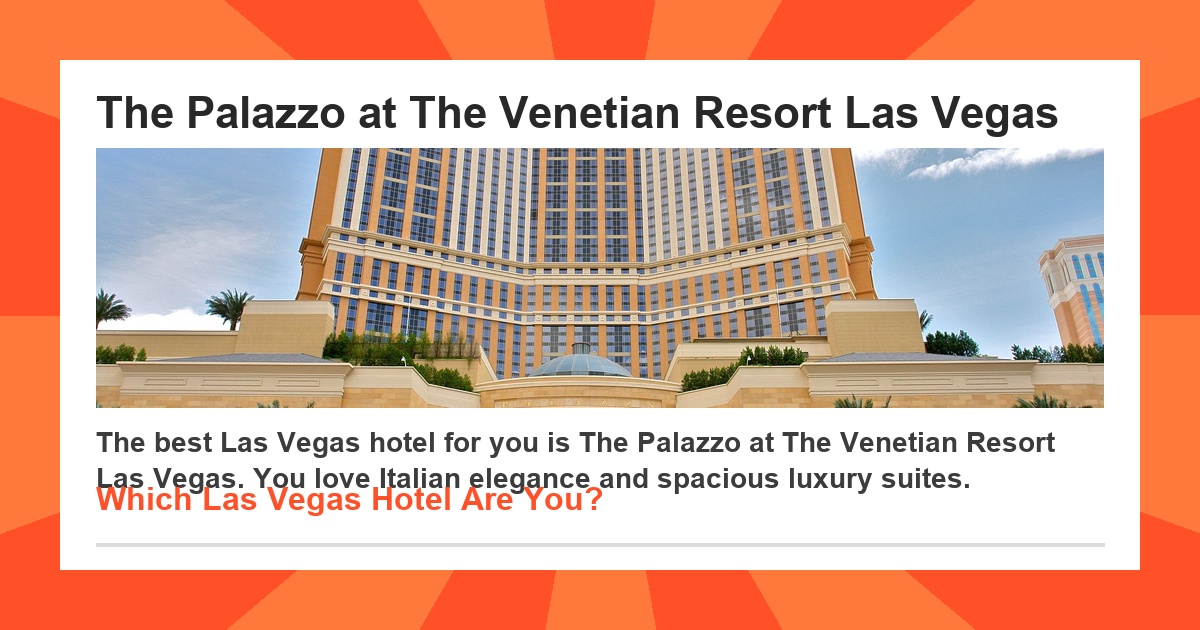 The Palazzo at The Venetian Resort Las Vegas
The best Las Vegas hotel for you is The Palazzo at The Venetian Resort
Las Vegas. You love Italian elegance and spacious luxury suites.
Which Las Vegas Hotel Are You?